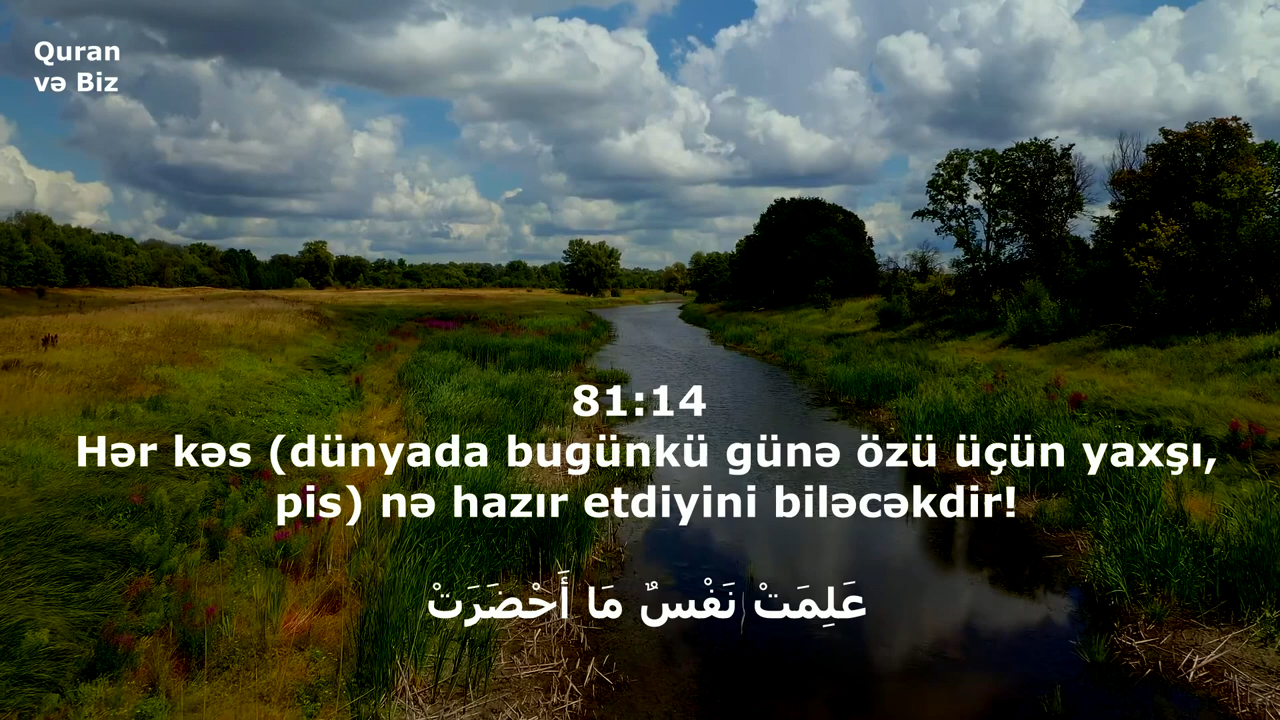 Quran
və Biz
81:14
Hər kəs (dünyada bugünkü günə özü üçün yaxşı,
pis) nə hazır etdiyini biləcəkdir!
عَلِمَتْ نَفْسٌ مَا أَحْضَرَتْ